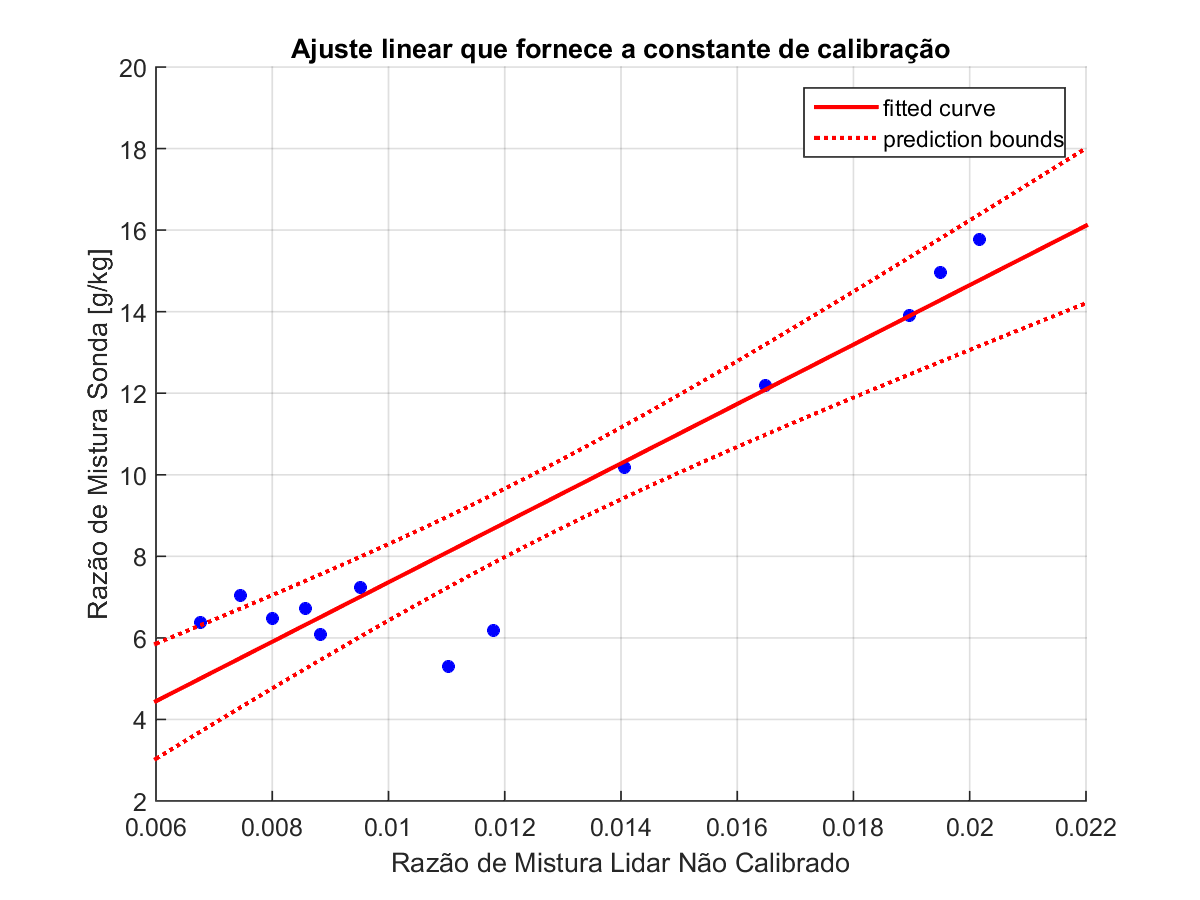 Ajuste linear que fornece a constante de calibração
fitted curve
prediction bounds
20
18
16
14
12
10
8
6
4
2
Razão de Mistura Sonda [g/kg]
0.006 0.008 0.01 0.012 0.014 0.016 0.018 0.02 0.022
Razão de Mistura Lidar Não Calibrado